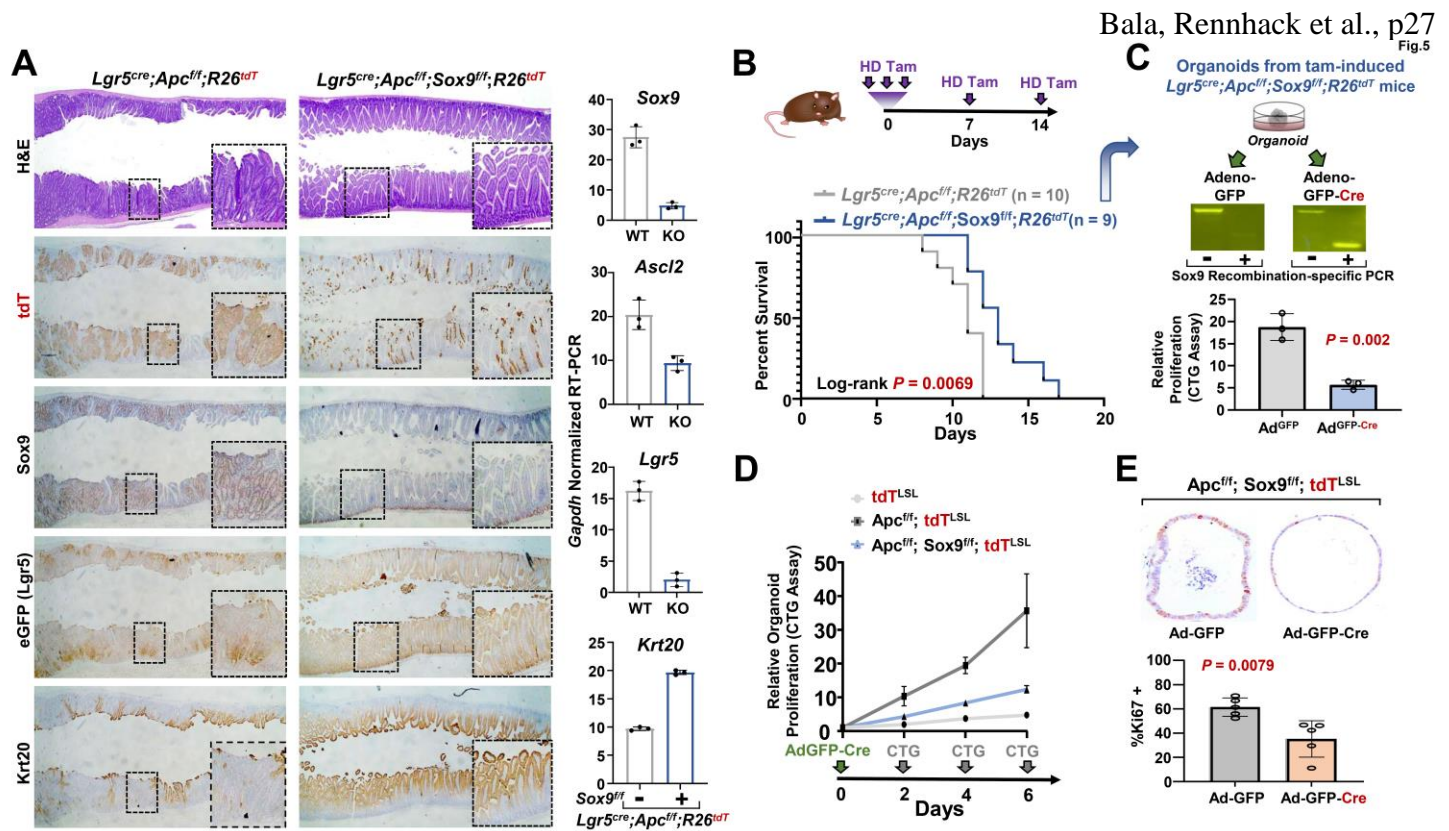 Bala, Rennhack et al., p27
Fig.5
A
Lgr5cre;Apcf/f;R26tdT
Lgr5cre;Apcf/f;Sox9f/f;R26tdT
H&E
tdT
Sox9
eGFP (Lgr5)
Krt20
Gapdh Normalized RT-PCR
Sox9
40
30
20
10
0
WT KO
Ascl2
30
20
10
0
WT KO
Lgr5
20
15
10
5
0
WT KO
Krt20
25
20
15
10
5
0
Sox9f/f - +
Lgr5cre;Apcf/f;R26tdT
B
HD Tam HD Tam HD Tam
0 7 14
Days
Lgr5cre;Apcf/f;R26tdT (n = 10)
Lgr5cre;Apcf/f;Sox9f/f;R26tdT(n = 9)
Percent Survival
100
50
0
Log-rank P = 0.0069
0 5 10 15 20
Days
C
Organoids from tam-induced
Lgr5cre;Apcf/f;Sox9f/f;R26tdT mice
Organoid
Adeno-
GFP
Adeno-
GFP-Cre
- + - +
Sox9 Recombination-specific PCR
Relative
Proliferation
(CTG Assay)
25
20
15
10
5
0
P = 0.002
AdGFP AdGFP-Cre
D
tdTLSL
Apcf/f; tdTLSL
Apcf/f; Sox9f/f; tdTLSL
Relative Organoid
Proliferation (CTG Assay)
50
40
30
20
10
0
AdGFP-Cre CTG CTG CTG
0 2 4 6
Days
E
Apcf/f; Sox9f/f; tdTLSL
Ad-GFP Ad-GFP-Cre
%Ki67 +
100
80
60
40
20
0
P = 0.0079
Ad-GFP Ad-GFP-Cre